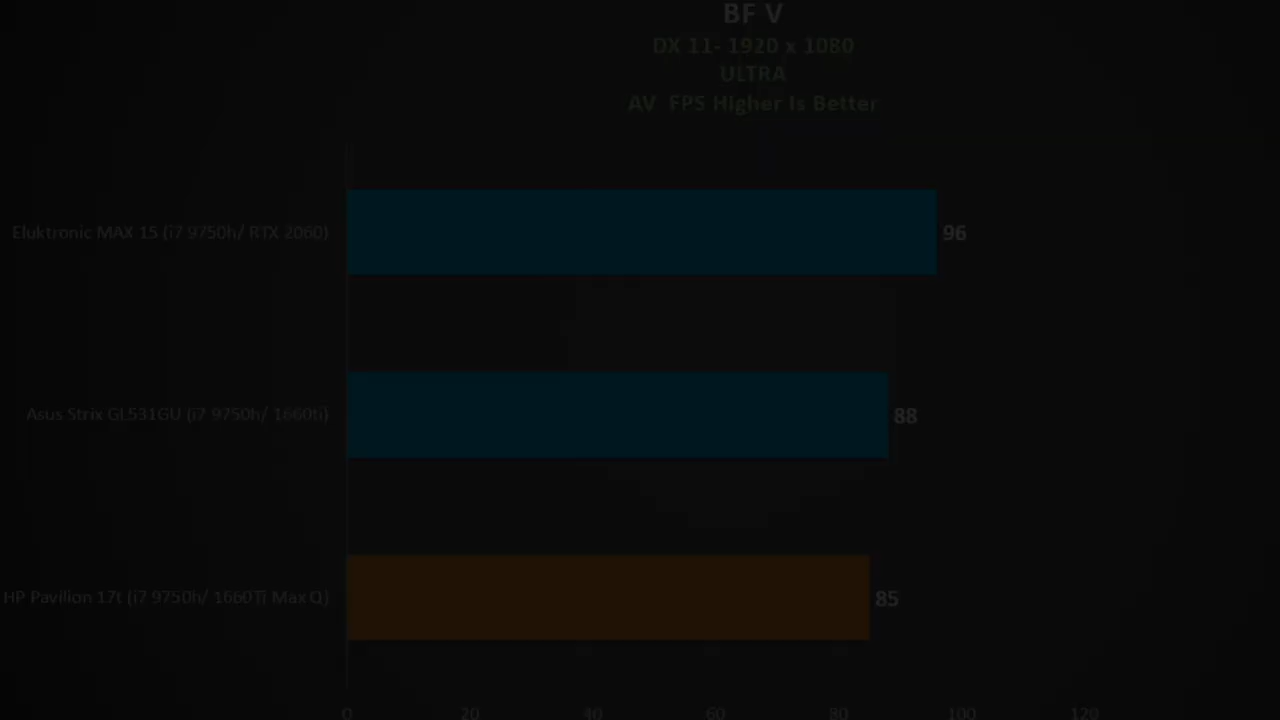 BF V
DX 11- 1920 x 1080
ULTRA
AV FPS Higher Is Better
Eluktronic MAX 15 (i7 9750h/ RTX 2060)
96
Asus Strix GL531GU (i7 9750h/ 1660ti)
88
HP Pavilion 17t (i7 9750h/ 1660Ti Max Q)
85
0 20 40 60 80 100 120